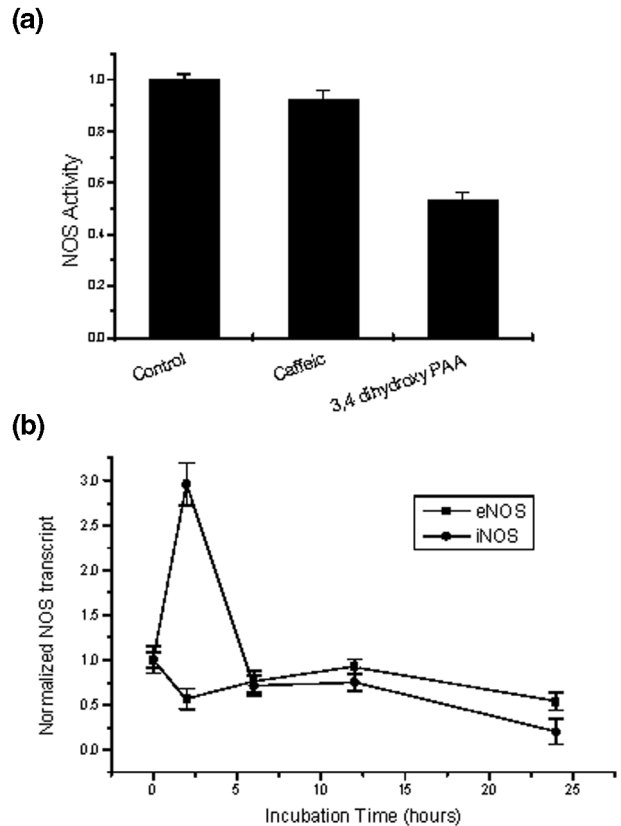 (a)
NOS Activity
1.0
0.8
0.6
0.4
0.2
0.0
Control
Caffeic
3,4 dihydroxy PAA
(b)
Normalized NOS transcript
3.0
2.5
2.0
1.5
1.0
0.5
0.0
eNOS
iNOS
0
5
10
15
20
25
Incubation Time (hours)